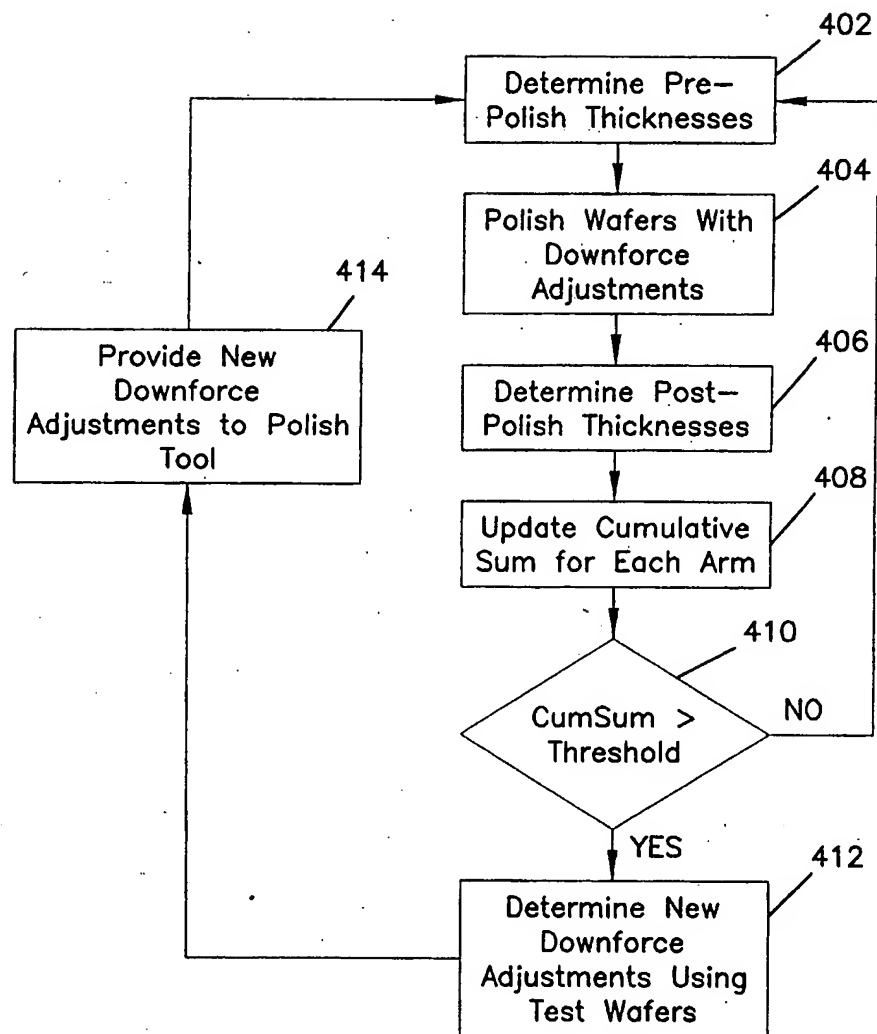 402
Determine Pre-
Polish Thicknesses
404
Polish Wafers With
Downforce
Adjustments
414
Provide New
Downforce
Adjustments to Polish
Tool
406
Determine Post-
Polish Thicknesses
408
Update Cumulative
Sum for Each Arm
410
CumSum >
Threshold
NO
YES
412
Determine New
Downforce
Adjustments Using
Test Wafers